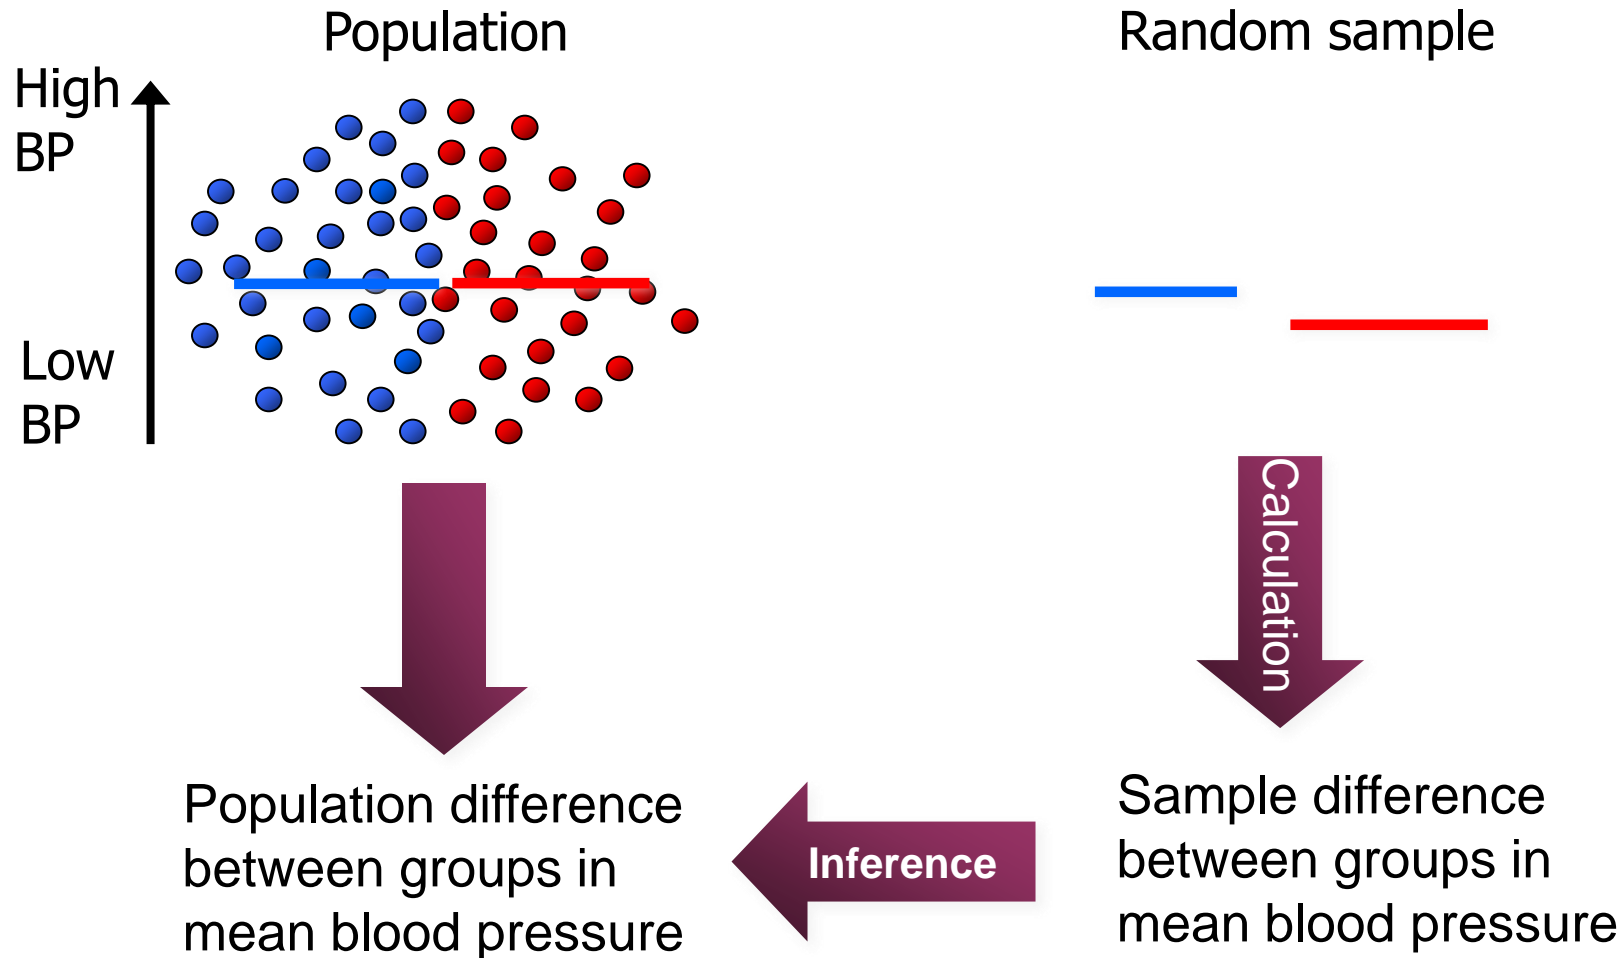 Population
Random sample
High
BP
Low
BP
Calculation
Population difference
between groups in
mean blood pressure
Inference
Sample difference
between groups in
mean blood pressure